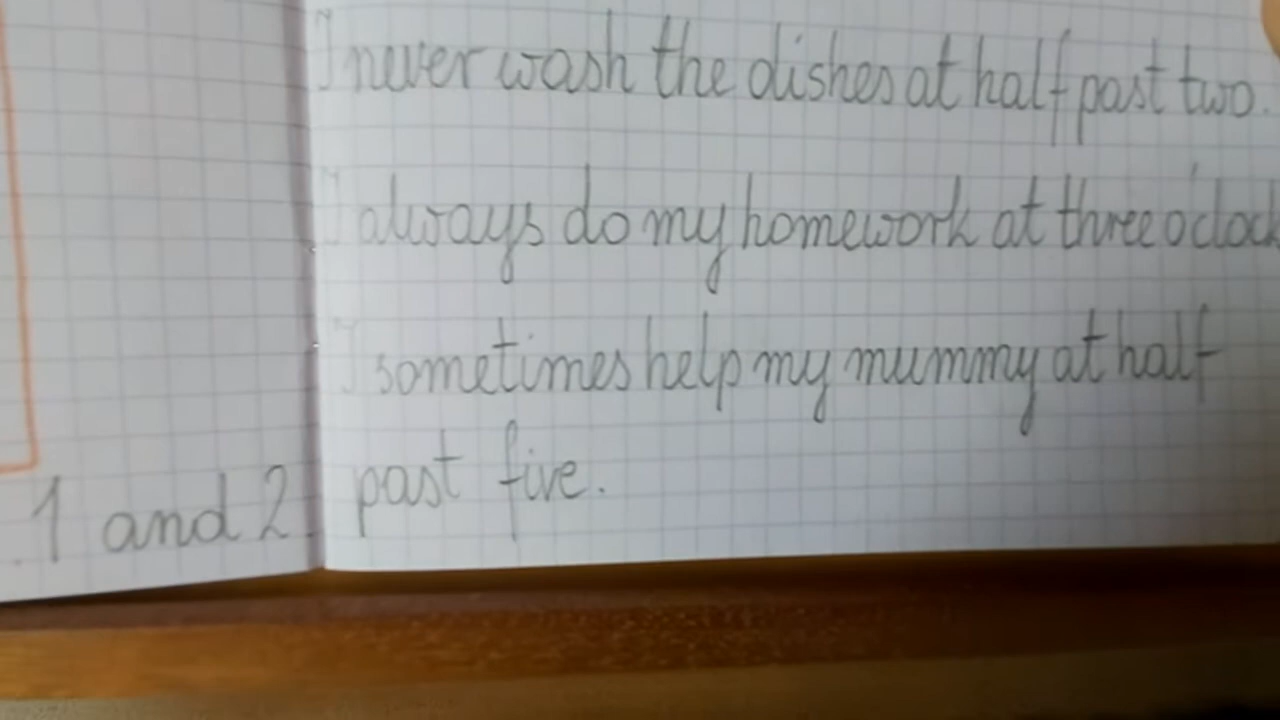 I never wash the dishes at half past two.
I always do my homework at three o'clock
I sometimes help my mummy at half
past five.
1 and 2.